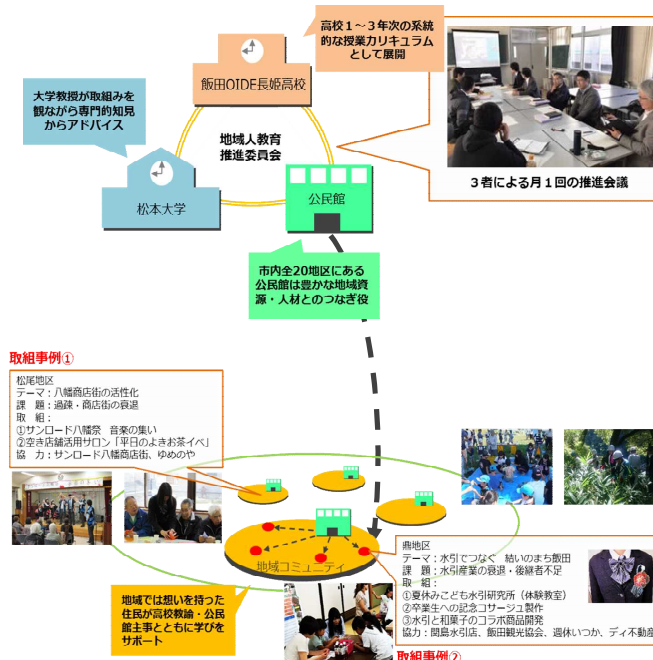 高校１～３年次の系統
的な授業カリキュラム
として展開
飯田OIDE長姫高校
大学教授が取組みを
観ながら専門的知見
からアドバイス
地域人教育
推進委員会
松本大学
公民館
３者による月１回の推進会議
市内全20地区にある
公民館は豊かな地域資
源・人材とのつなぎ役
取組事例①
松尾地区
テーマ：八幡商店街の活性化
課　題：過疎・商店街の衰退
取　組：
①サンロード八幡祭　音楽の集い
②空き店舗活用サロン「平日のよきお茶イベ」
協　力：サンロード八幡商店街、ゆめのや
地域コミュニティ
地域では想いを持った
住民が高校教諭・公民
館主事とともに学びを
サポート
鼎地区
テーマ：水引でつなぐ　結いのまち飯田
課　題：水引産業の衰退・後継者不足
取　組：
①夏休みこども水引研究所（体験教室）
②卒業生への記念コサージュ製作
③水引と和菓子のコラボ商品開発
協力：関島水引店、飯田観光協会、週休いつか、ディ不動産
取組事例②